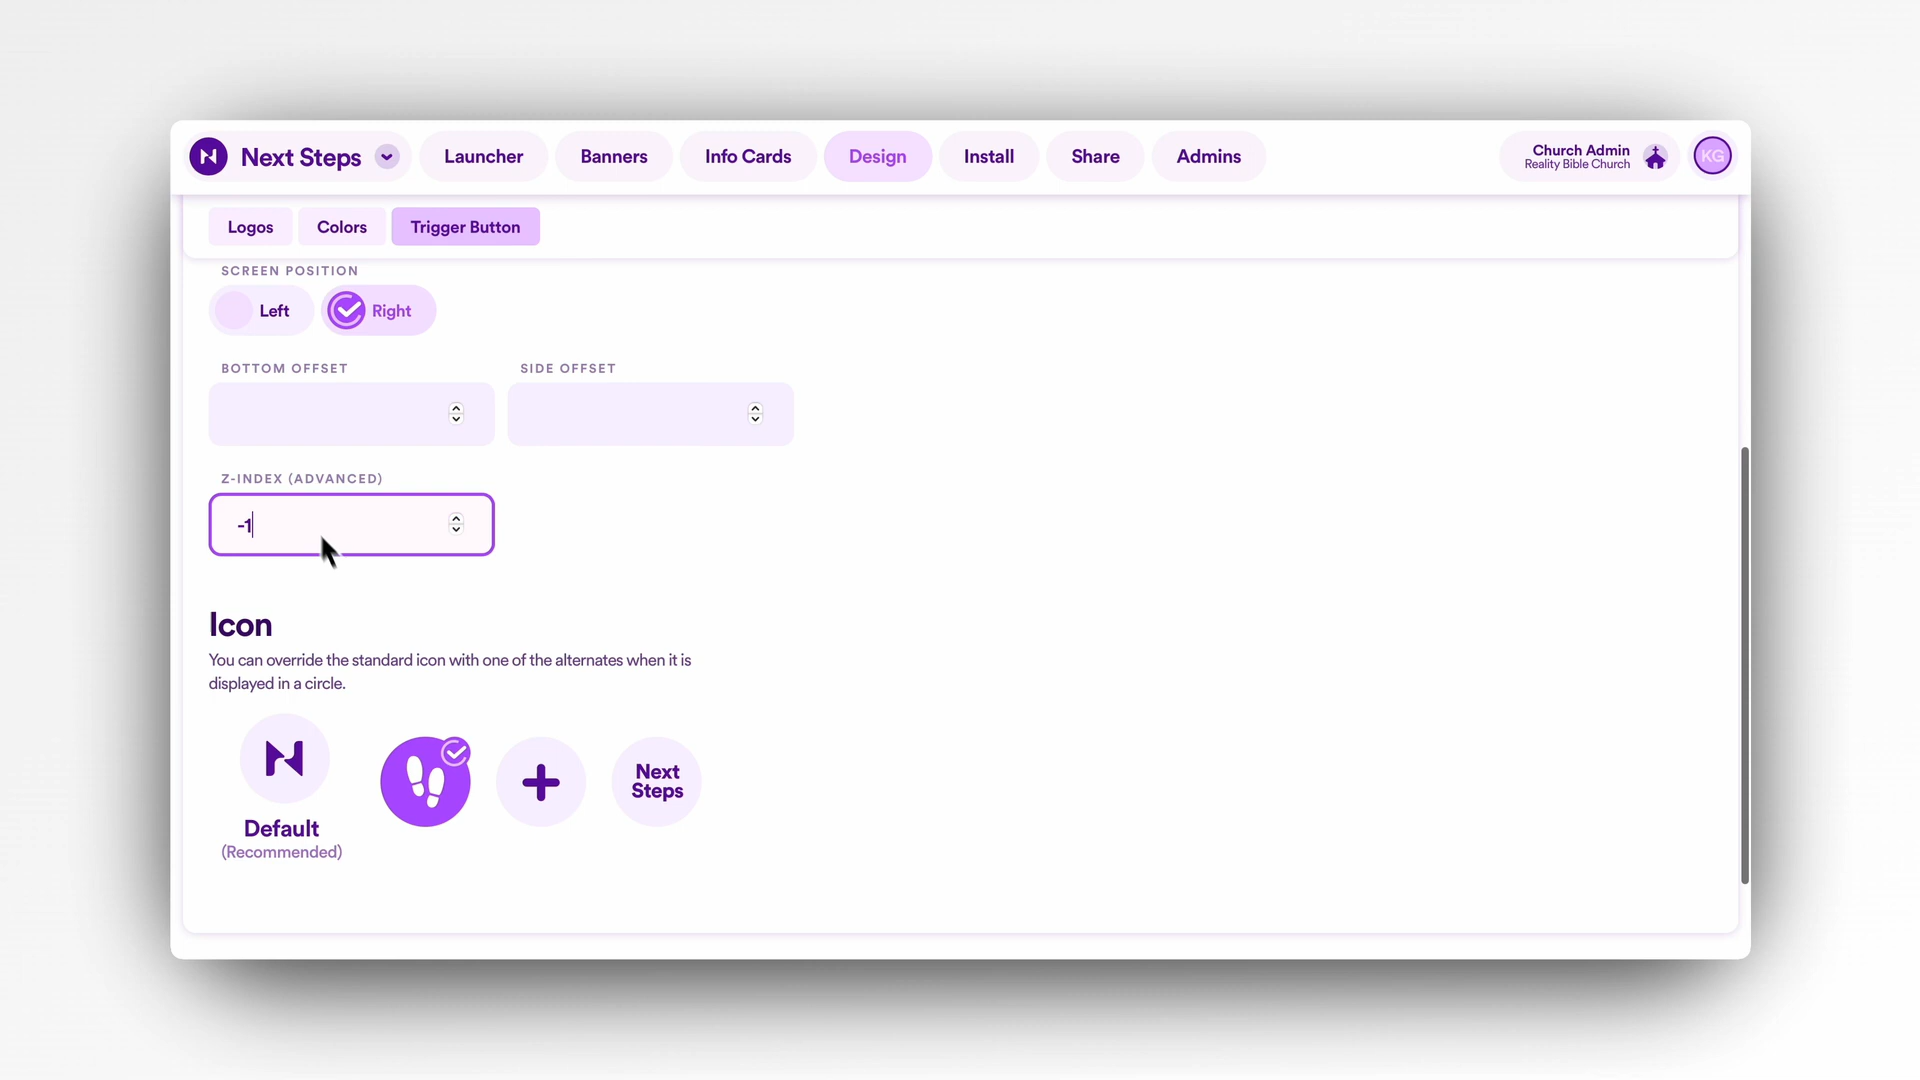 Next Steps
Launcher
Banners
Info Cards
Design
Install
Share
Admins
Church Admin
Reality Bible Church
KG
Logos
Colors
Trigger Button
SCREEN POSITION
Left
Right
BOTTOM OFFSET
SIDE OFFSET
Z-INDEX (ADVANCED)
-1
Icon
You can override the standard icon with one of the alternates when it is
displayed in a circle.
Next
Steps
Default
(Recommended)